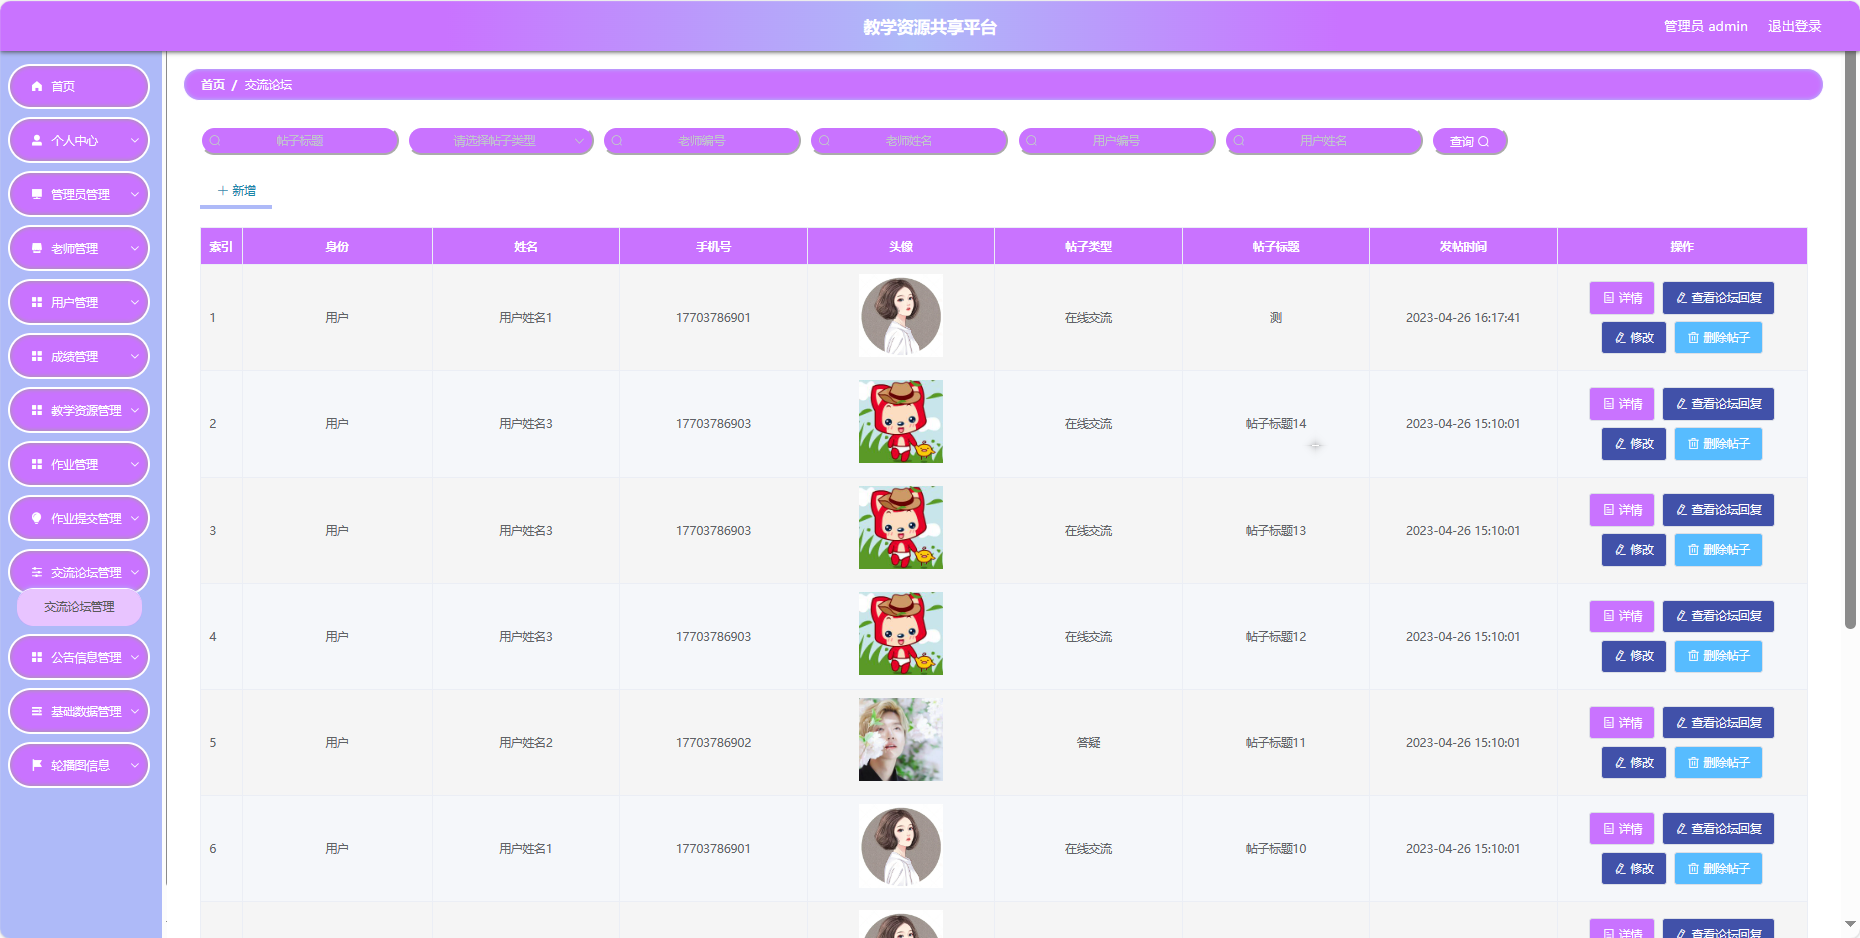 教学资源共享平台
管理员 admin 退出登录
首页
个人中心
管理员管理
老师管理
用户管理
成绩管理
教学资源管理
作业管理
作业提交管理
交流论坛管理
交流论坛管理
公告信息管理
基础数据管理
轮播图信息
首页 / 交流论坛
帖子标题 请选择帖子类型 老师编号 老师姓名 用户编号 用户姓名 查询
新增
索引 身份 姓名 手机号 头像 帖子类型 帖子标题 发帖时间 操作
1 用户 用户姓名1 17703786901 在线交流 测 2023-04-26 16:17:41 详情 查看论坛回复
修改 删除帖子
2 用户 用户姓名3 17703786903 在线交流 帖子标题14 2023-04-26 15:10:01 详情 查看论坛回复
修改 删除帖子
3 用户 用户姓名3 17703786903 在线交流 帖子标题13 2023-04-26 15:10:01 详情 查看论坛回复
修改 删除帖子
4 用户 用户姓名3 17703786903 在线交流 帖子标题12 2023-04-26 15:10:01 详情 查看论坛回复
修改 删除帖子
5 用户 用户姓名2 17703786902 答疑 帖子标题11 2023-04-26 15:10:01 详情 查看论坛回复
修改 删除帖子
6 用户 用户姓名1 17703786901 在线交流 帖子标题10 2023-04-26 15:10:01 详情 查看论坛回复
修改 删除帖子
详情 查看论坛回复